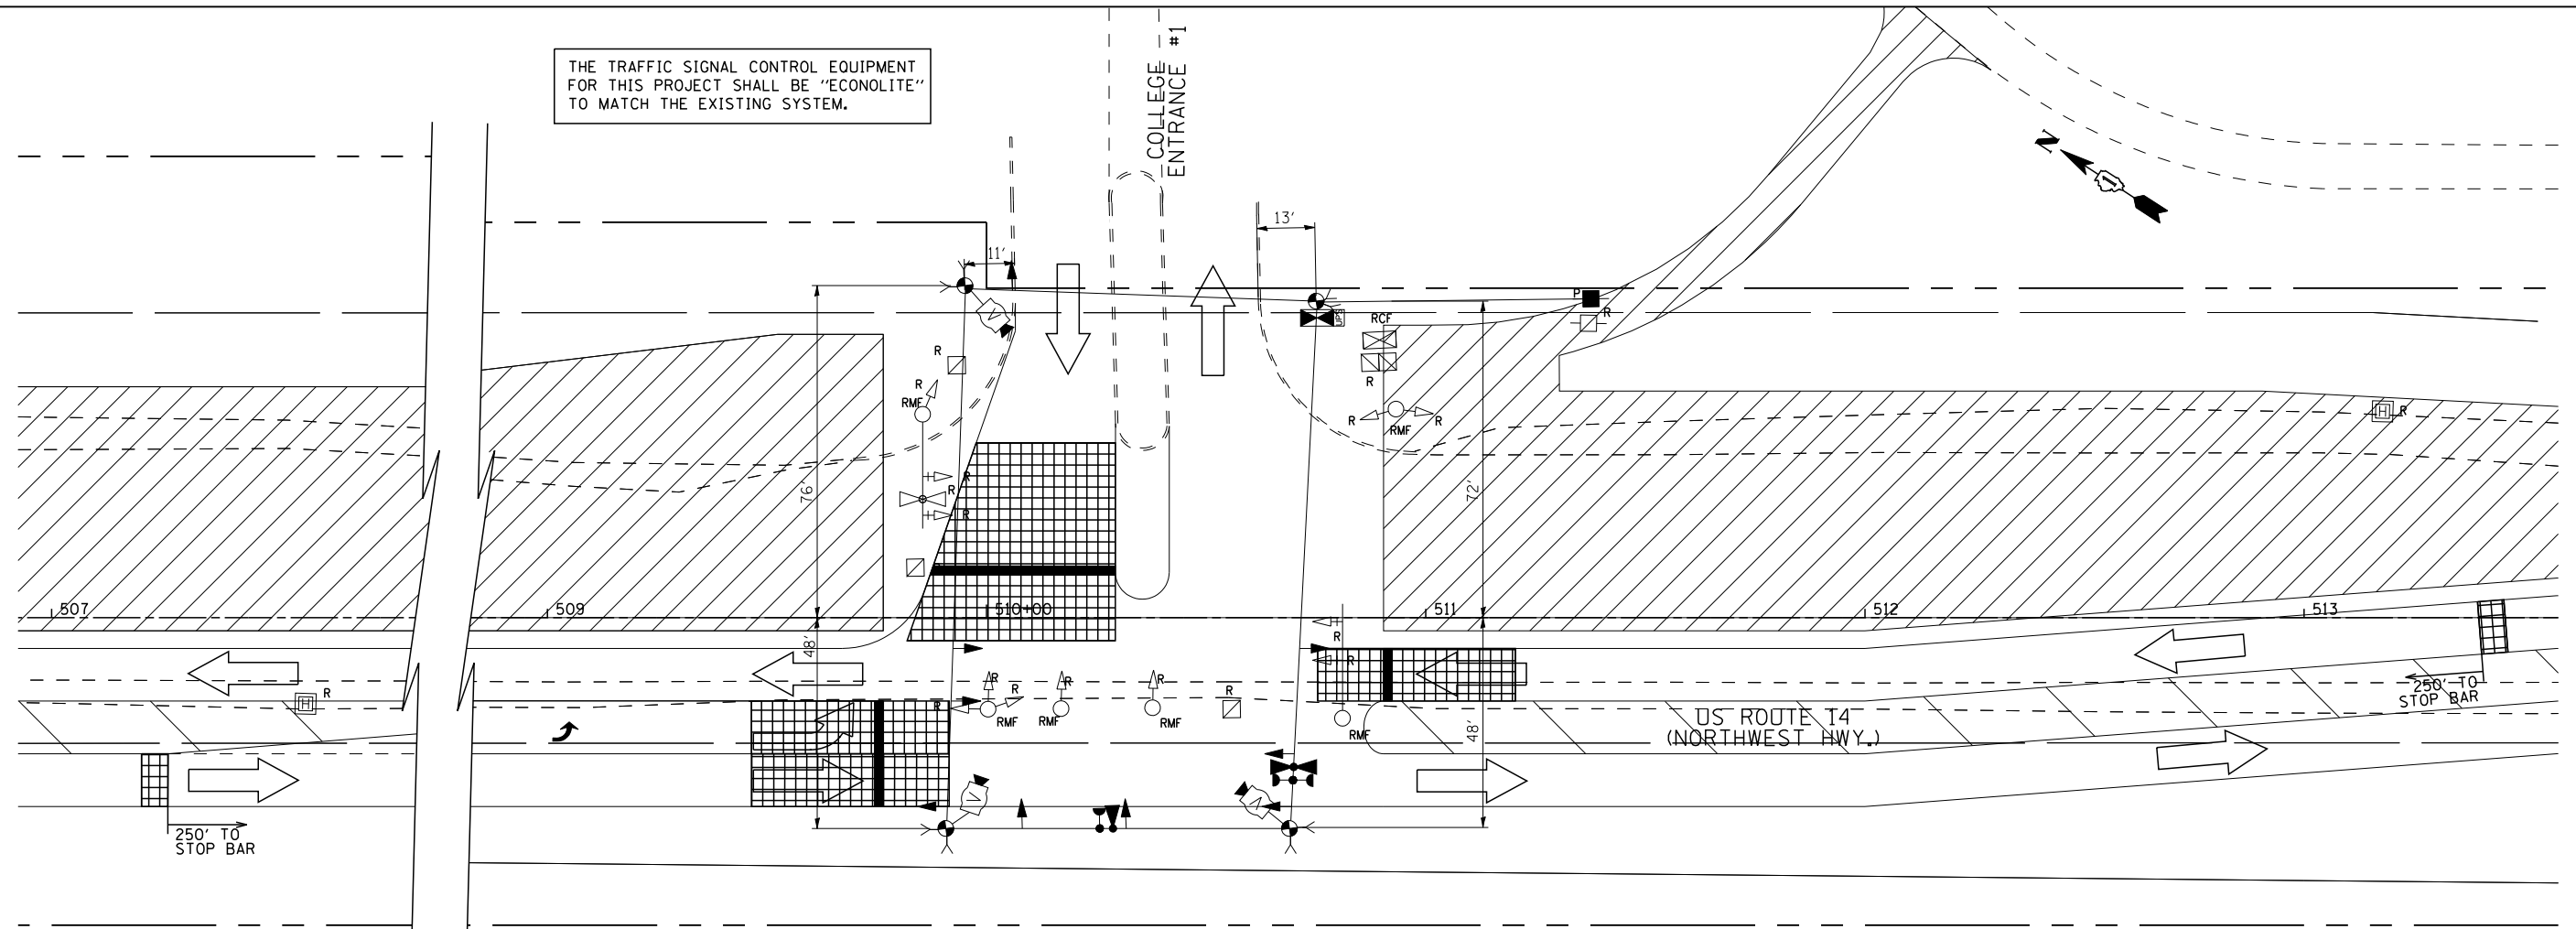 THE TRAFFIC SIGNAL CONTROL EQUIPMENT
FOR THIS PROJECT SHALL BE "ECONOLITE"
TO MATCH THE EXISTING SYSTEM.
COLLEGE
ENTRANCE #1
N
11'
13'
P
R
UPS
RCF
R
R
R
RMF
R
RMF
R
R
R
R
R
76'
72'
507
509
510+00
511
512
513
48'
R
R
R
R
R
R
R
R
R
RMF
RMF
RMF
RMF
H
H
V
V
V
48'
250' TO
STOP BAR
US ROUTE 14
(NORTHWEST HWY.)
250' TO
STOP BAR